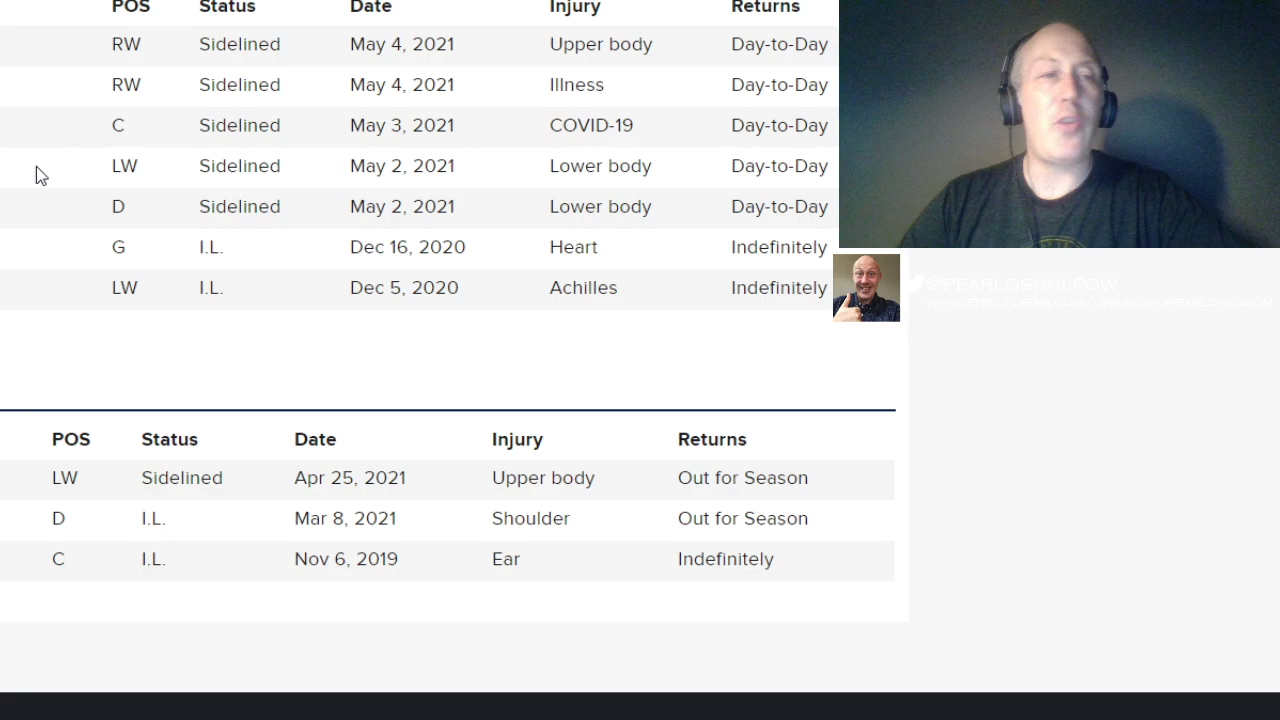 POS Status Date Injury Returns
RW Sidelined May 4, 2021 Upper body Day-to-Day
RW Sidelined May 4, 2021 Illness Day-to-Day
C Sidelined May 3, 2021 COVID-19 Day-to-Day
LW Sidelined May 2, 2021 Lower body Day-to-Day
D Sidelined May 2, 2021 Lower body Day-to-Day
G I.L. Dec 16, 2020 Heart Indefinitely
LW I.L. Dec 5, 2020 Achilles Indefinitely
@PEARLOSNHLPOW
POS Status Date Injury Returns
LW Sidelined Apr 25, 2021 Upper body Out for Season
D I.L. Mar 8, 2021 Shoulder Out for Season
C I.L. Nov 6, 2019 Ear Indefinitely